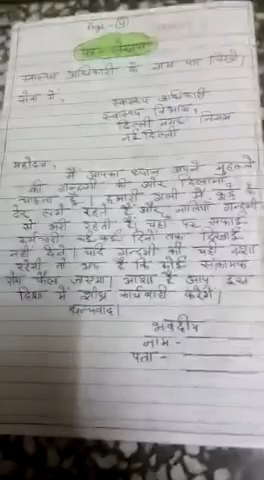 पत्र लेखन
स्वास्थ्य अधिकारी के नाम पत्र लिखो।
सेवा में,
स्वास्थ्य अधिकारी
स्वास्थ्य विभाग,
दिल्ली नगर निगम
नई दिल्ली
महोदय,
मैं आपका ध्यान अपने मुहल्ले
की गन्दगी की ओर दिलाना
चाहता हूँ। हमारी गली में कूड़े के
ढेर लगे रहते हैं और नालियाँ गन्दगी
से भरी रहती हैं यहाँ पर सफाई
कर्मचारी कई-कई दिनों तक दिखाई
नहीं देते। यदि गन्दगी की यही दशा
रहेगी तो भय है कि कोई संक्रामक
रोग फैल जाएगा। आशा है आप इस
दिशा में शीघ्र कार्यवाही करेंगे।
धन्यवाद।
भवदीय
नाम -
पता -